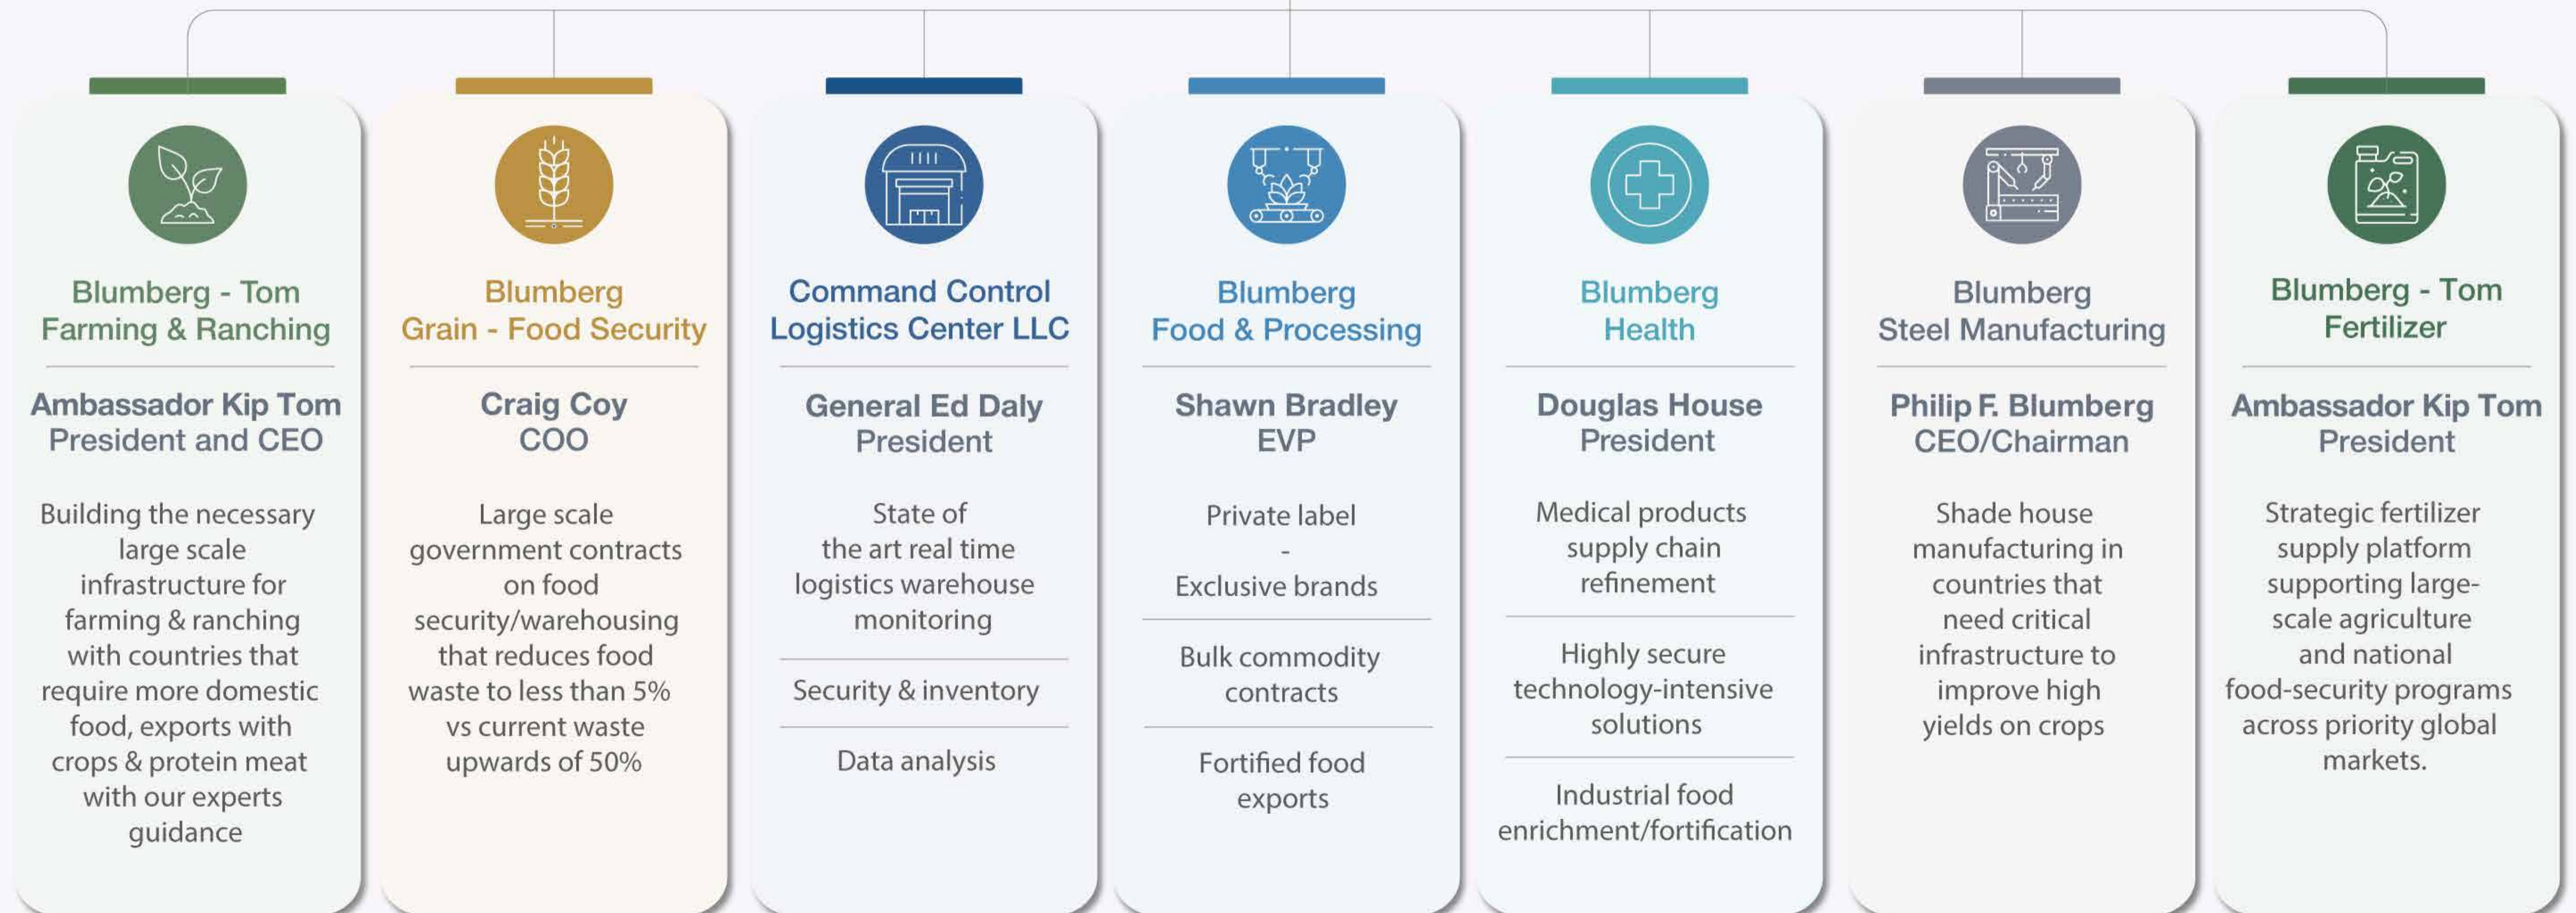 Blumberg - Tom
Farming & Ranching
Ambassador Kip Tom
President and CEO
Building the necessary
large scale
infrastructure for
farming & ranching
with countries that
require more domestic
food, exports with
crops & protein meat
with our experts
guidance
Blumberg
Grain - Food Security
Craig Coy
COO
Large scale
government contracts
on food
security/warehousing
that reduces food
waste to less than 5%
vs current waste
upwards of 50%
Command Control
Logistics Center LLC
General Ed Daly
President
State of
the art real time
logistics warehouse
monitoring
Security & inventory
Data analysis
Blumberg
Food & Processing
Shawn Bradley
EVP
Private label
-
Exclusive brands
Bulk commodity
contracts
Fortified food
exports
Blumberg
Health
Douglas House
President
Medical products
supply chain
refinement
Highly secure
technology-intensive
solutions
Industrial food
enrichment/fortification
Blumberg
Steel Manufacturing
Philip F. Blumberg
CEO/Chairman
Shade house
manufacturing in
countries that
need critical
infrastructure to
improve high
yields on crops
Blumberg - Tom
Fertilizer
Ambassador Kip Tom
President
Strategic fertilizer
supply platform
supporting large-
scale agriculture
and national
food-security programs
across priority global
markets.